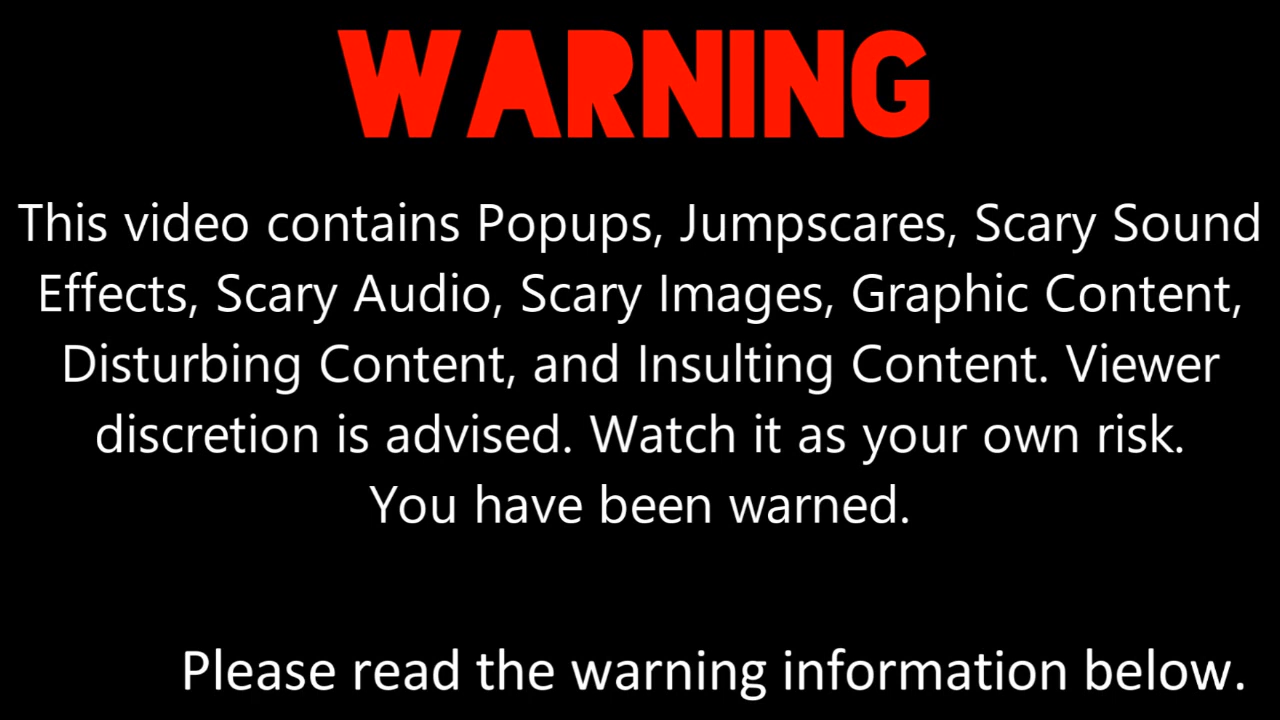 WARNING
This video contains Popups, Jumpscares, Scary Sound
Effects, Scary Audio, Scary Images, Graphic Content,
Disturbing Content, and Insulting Content. Viewer
discretion is advised. Watch it as your own risk.
You have been warned.
Please read the warning information below.